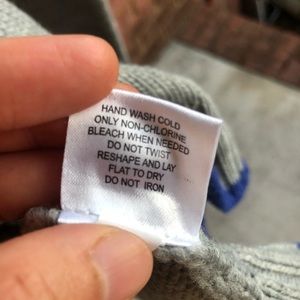 HAND WASH COLD
ONLY NON-CHLORINE
BLEACH WHEN NEEDED
DO NOT TWIST
RESHAPE AND LAY
FLAT TO DRY
DO NOT IRON